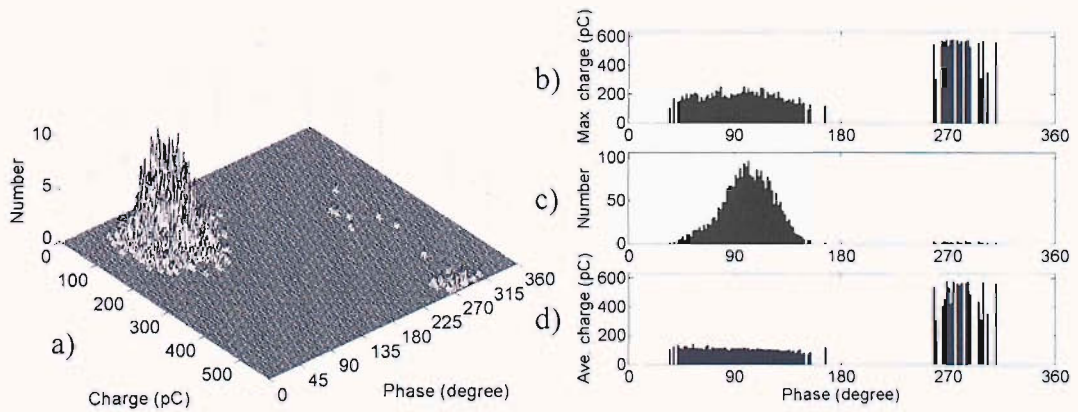 a)
Number
10
5
0
0
100
200
300
400
500
Charge (pC)
0
45
90
135
180
225
270
315
360
Phase (degree)
b)
Max charge (pC)
600
400
200
0
0 90 180 270 360
c)
Number
100
50
0
0 90 180 270 360
d)
Ave. charge (pC)
600
400
200
0
0 90 180 270 360
Phase (degree)